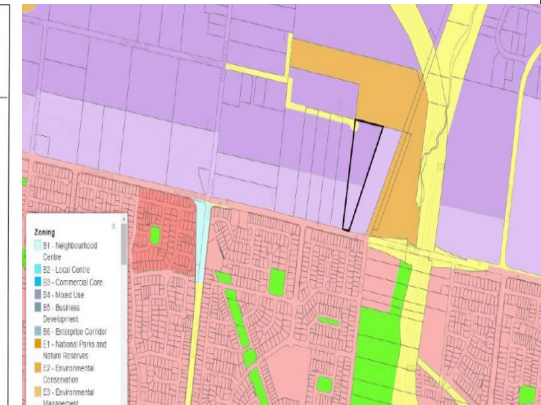 Zoning
B1 - Neighbourhood
Centre
B2 - Local Centre
B3 - Commercial Core
B4 - Mixed Use
B5 - Business
Development
B6 - Enterprise Corridor
E1 - National Parks and
Nature Reserves
E2 - Environmental
Conservation
E3 - Environmental
Management